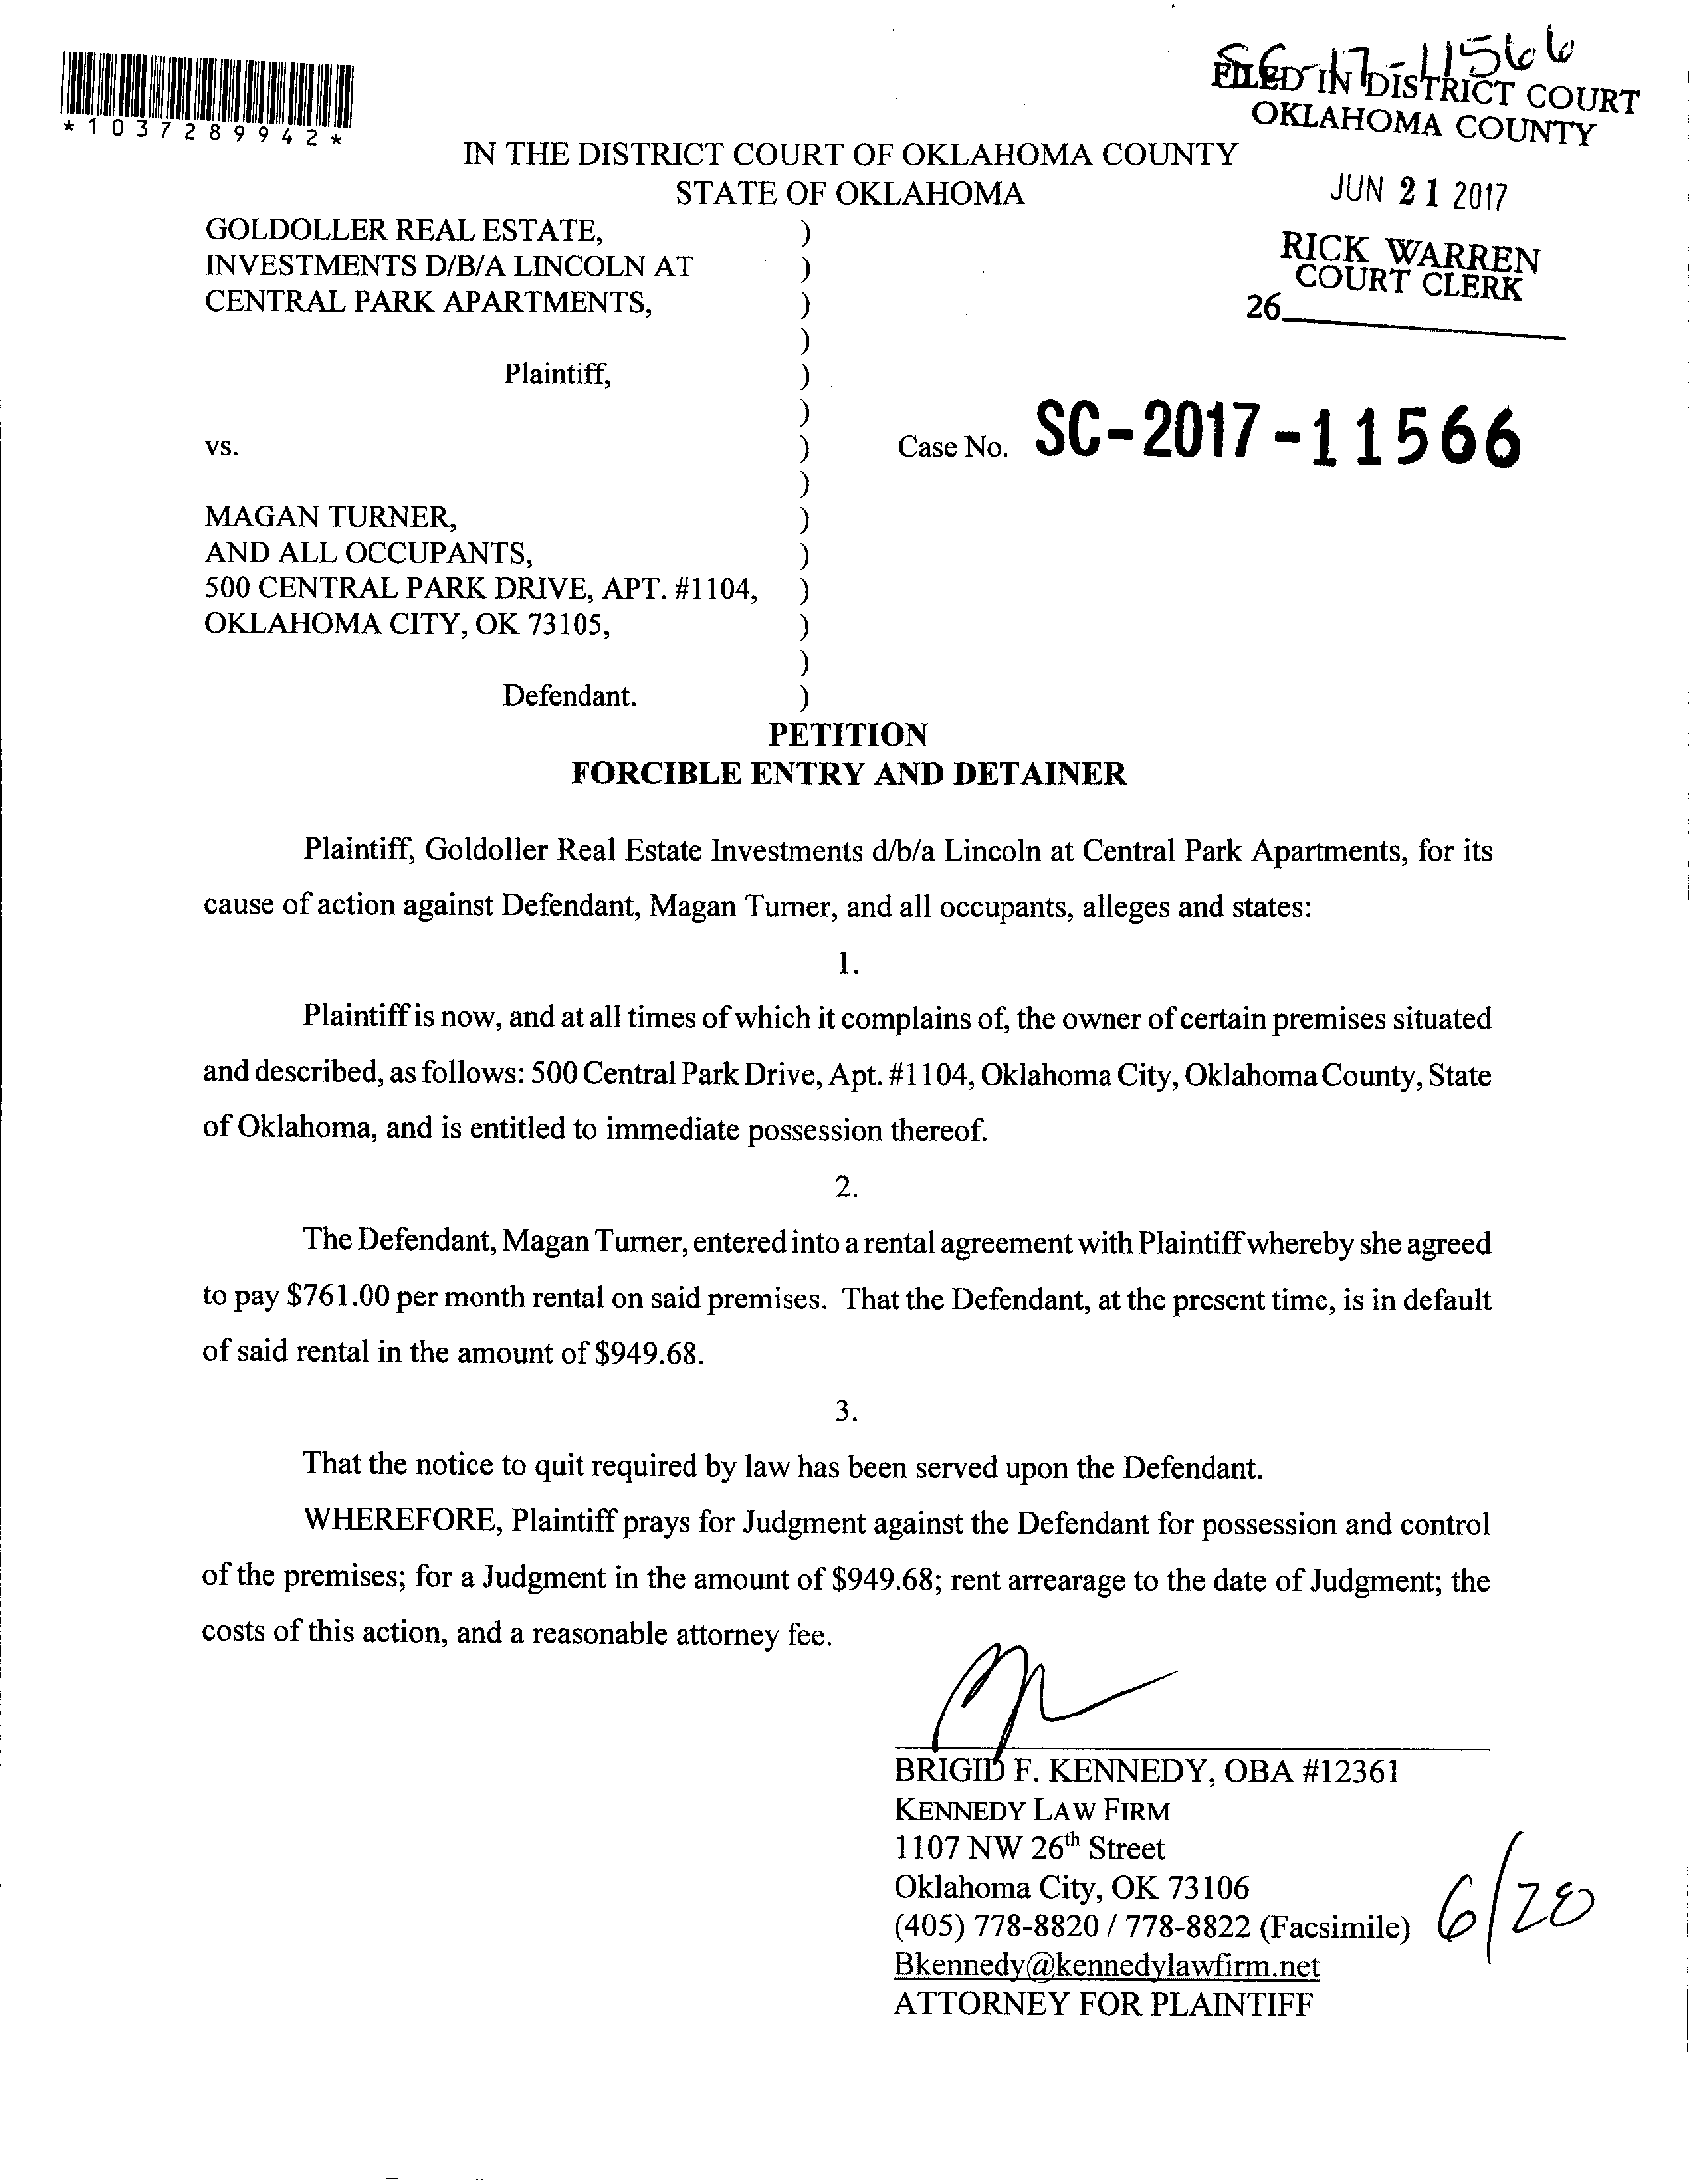 SC-17-11566
FILED IN DISTRICT COURT
OKLAHOMA COUNTY
*1037289942*
IN THE DISTRICT COURT OF OKLAHOMA COUNTY
STATE OF OKLAHOMA
JUN 21 2017
RICK WARREN
COURT CLERK
26
GOLDOLLER REAL ESTATE, )
INVESTMENTS D/B/A LINCOLN AT )
CENTRAL PARK APARTMENTS, )
)
Plaintiff, )
)
vs. ) Case No. SC-2017-11566
)
MAGAN TURNER, )
AND ALL OCCUPANTS, )
500 CENTRAL PARK DRIVE, APT. #1104, )
OKLAHOMA CITY, OK 73105, )
)
Defendant. )
PETITION
FORCIBLE ENTRY AND DETAINER
Plaintiff, Goldoller Real Estate Investments d/b/a Lincoln at Central Park Apartments, for its
cause of action against Defendant, Magan Turner, and all occupants, alleges and states:
1.
Plaintiff is now, and at all times of which it complains of, the owner of certain premises situated
and described, as follows: 500 Central Park Drive, Apt. #1104, Oklahoma City, Oklahoma County, State
of Oklahoma, and is entitled to immediate possession thereof.
2.
The Defendant, Magan Turner, entered into a rental agreement with Plaintiff whereby she agreed
to pay $761.00 per month rental on said premises. That the Defendant, at the present time, is in default
of said rental in the amount of $949.68.
3.
That the notice to quit required by law has been served upon the Defendant.
WHEREFORE, Plaintiff prays for Judgment against the Defendant for possession and control
of the premises; for a Judgment in the amount of $949.68; rent arrearage to the date of Judgment; the
costs of this action, and a reasonable attorney fee.
BRIGID F. KENNEDY, OBA #12361
KENNEDY LAW FIRM
1107 NW 26th Street
Oklahoma City, OK 73106
(405) 778-8820 / 778-8822 (Facsimile)
Bkennedy@kennedylawfirm.net
ATTORNEY FOR PLAINTIFF
6/20